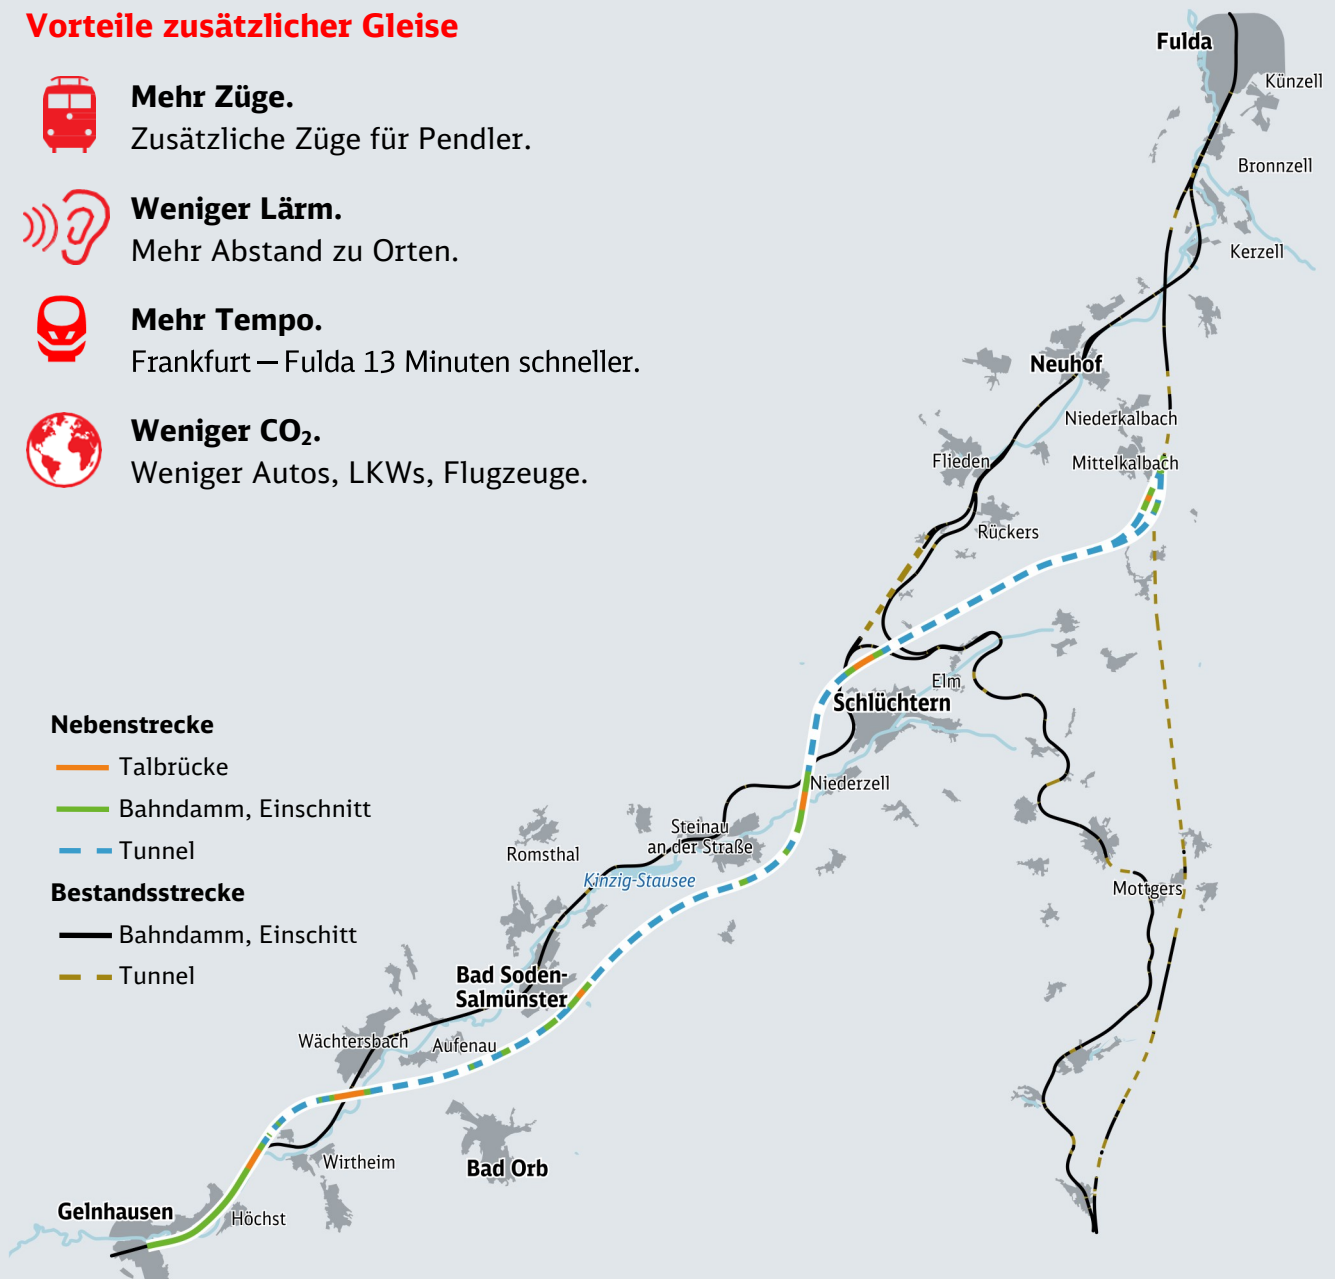 Vorteile zusätzlicher Gleise
Mehr Züge.
Zusätzliche Züge für Pendler.
Weniger Lärm.
Mehr Abstand zu Orten.
Mehr Tempo.
Frankfurt — Fulda 13 Minuten schneller.
Weniger CO₂.
Weniger Autos, LKWs, Flugzeuge.
Nebenstrecke
Talbrücke
Bahndamm, Einschnitt
Tunnel
Bestandsstrecke
Bahndamm, Einschitt
Tunnel
Fulda
Künzell
Bronnzell
Kerzell
Neuhof
Niederkalbach
Flieden
Mittelkalbach
Rückers
Elm
Schlüchtern
Niederzell
Steinau
an der Straße
Romsthal
Kinzig-Stausee
Mottgers
Bad Soden-
Salmünster
Wächtersbach
Aufenau
Wirtheim
Bad Orb
Gelnhausen
Höchst